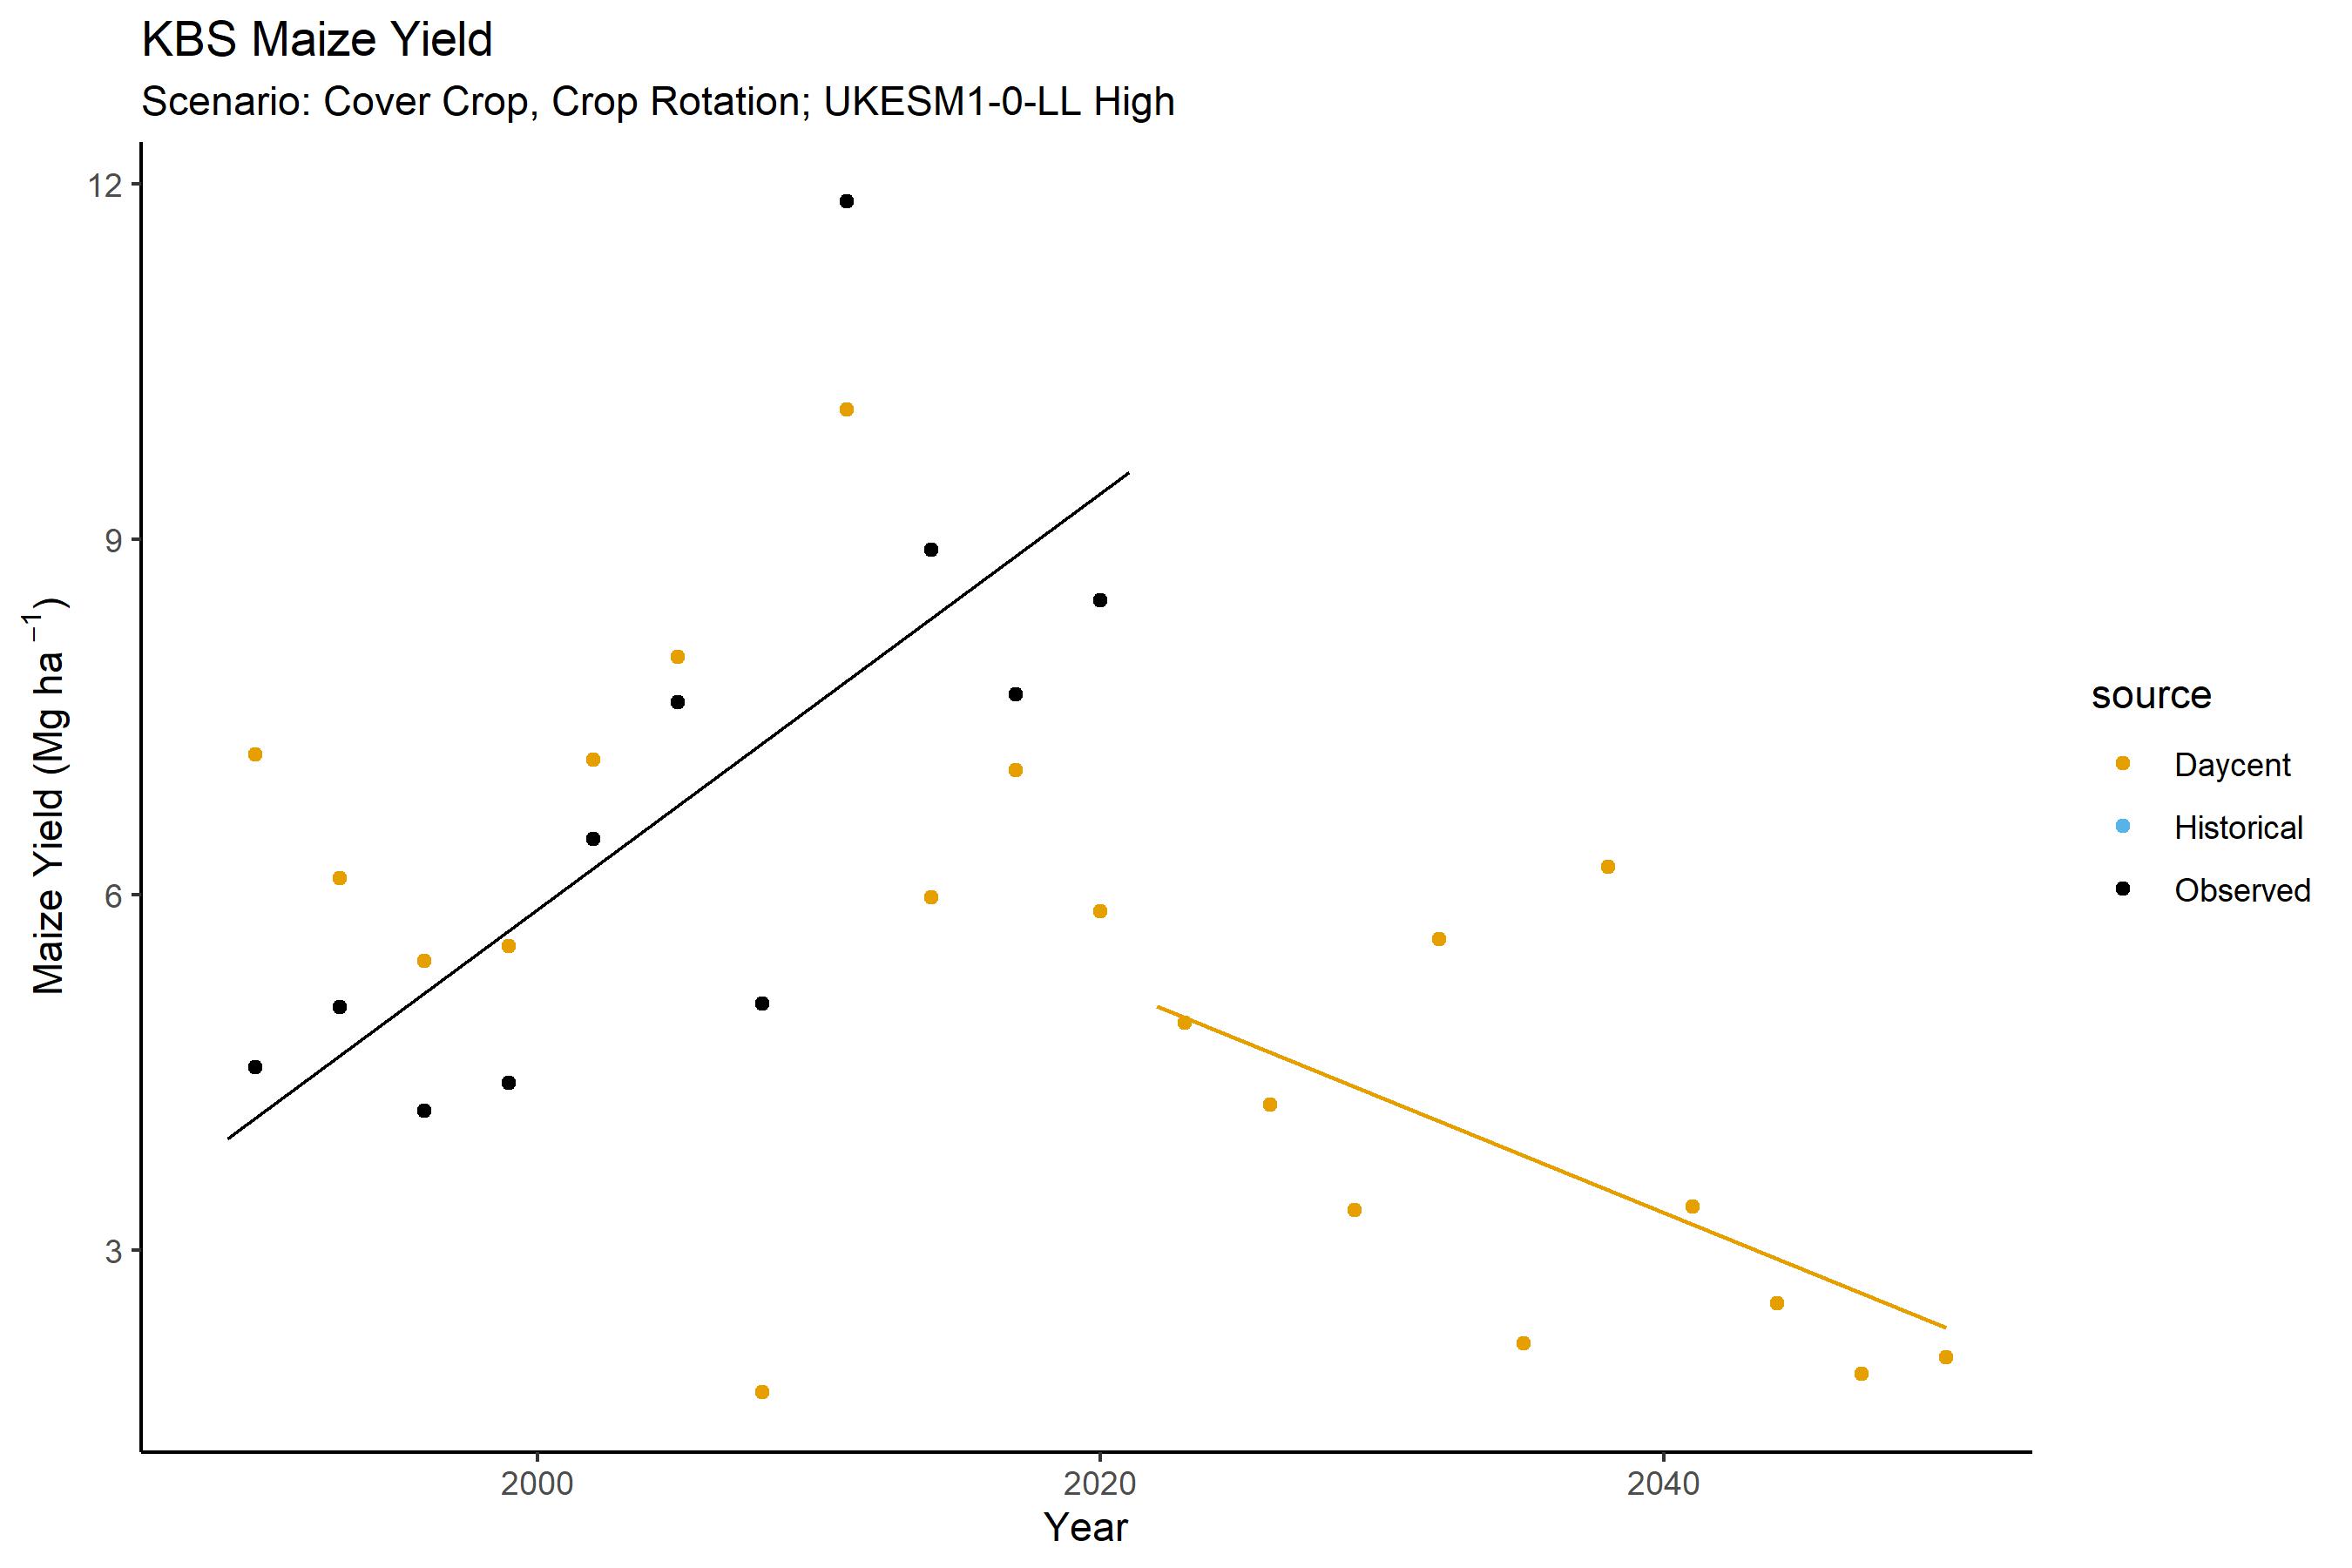 KBS Maize Yield
Scenario: Cover Crop, Crop Rotation; UKESM1-0-LL High
Maize Yield (Mg ha ⁻¹)
12
9
6
3
2000
2020
2040
Year
source
Daycent
Historical
Observed